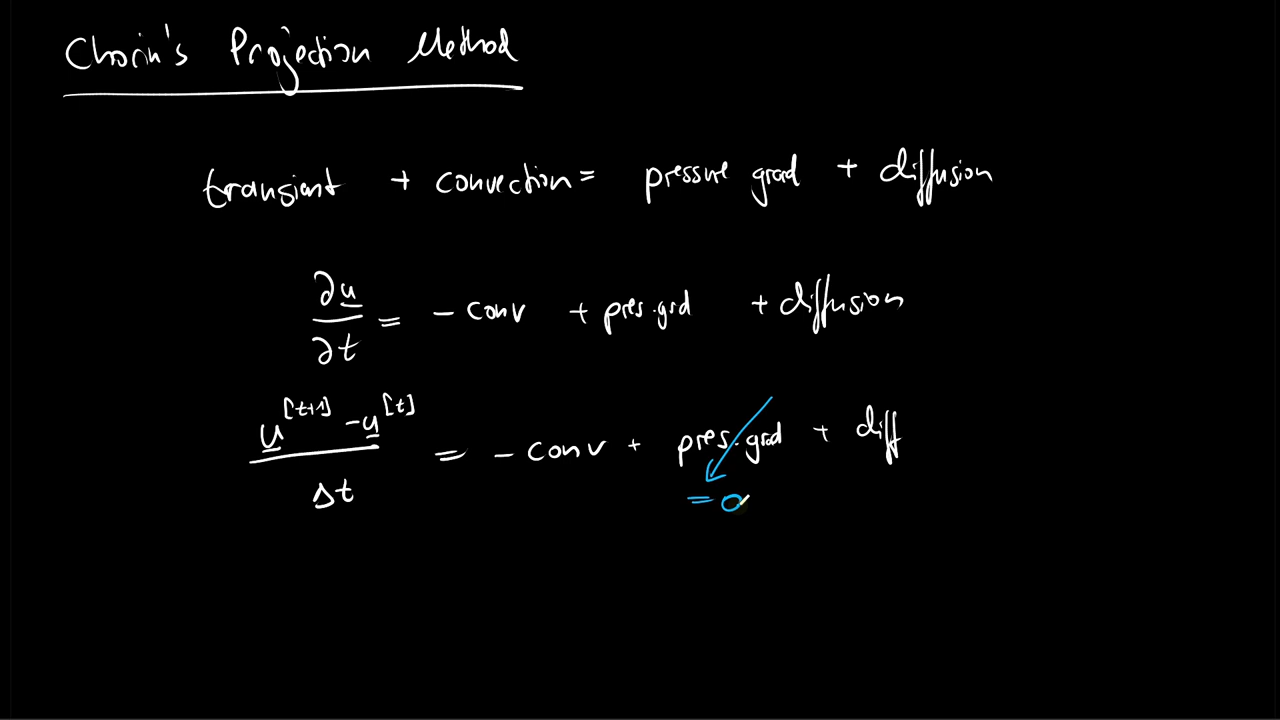 Chorin's Projection Method
transient + convection = pressure grad + diffusion
∂u/∂t = - conv + pres.grd + diffusion
u^[t+1] - u^[t] / Δt = - conv + pres.grad + diff
= 0